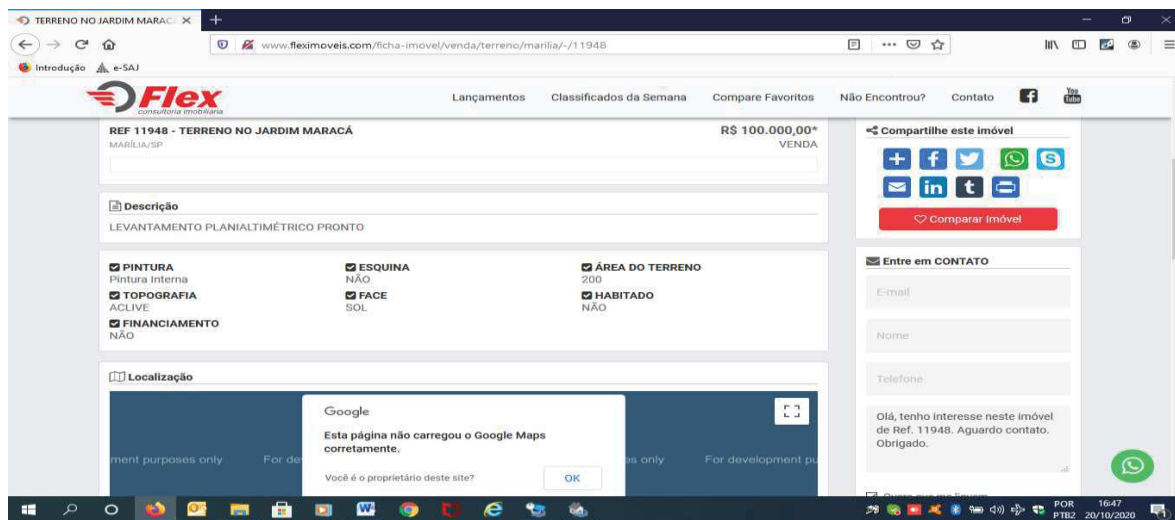 TERRENO NO JARDIM MARAC
www.fleximoveis.com/ficha-imovel/venda/terreno/marilia/-/11948
Introdução e-SAJ
Flex
consultoria imobiliária
Lançamentos Classificados da Semana Compare Favoritos Não Encontrou? Contato
You Tube
REF 11948 - TERRENO NO JARDIM MARACÁ R$ 100.000,00*
MARÍLIA/SP VENDA
Compartilhe este imóvel
Comparar Imóvel
Descrição
LEVANTAMENTO PLANIALTIMÉTRICO PRONTO
PINTURA ESQUINA ÁREA DO TERRENO
Pintura Interna NÃO 200
TOPOGRAFIA FACE HABITADO
ACLIVE SOL NÃO
FINANCIAMENTO
NÃO
Entre em CONTATO
E-mail
Nome
Telefone
Olá, tenho interesse neste imóvel
de Ref. 11948. Aguardo contato.
Obrigado.
Quero que me liguem
Localização
Google
Esta página não carregou o Google Maps
corretamente.
ment purposes only For de es only For development pu
Você é o proprietário deste site? OK
POR 16:47
PTB2 20/10/2020